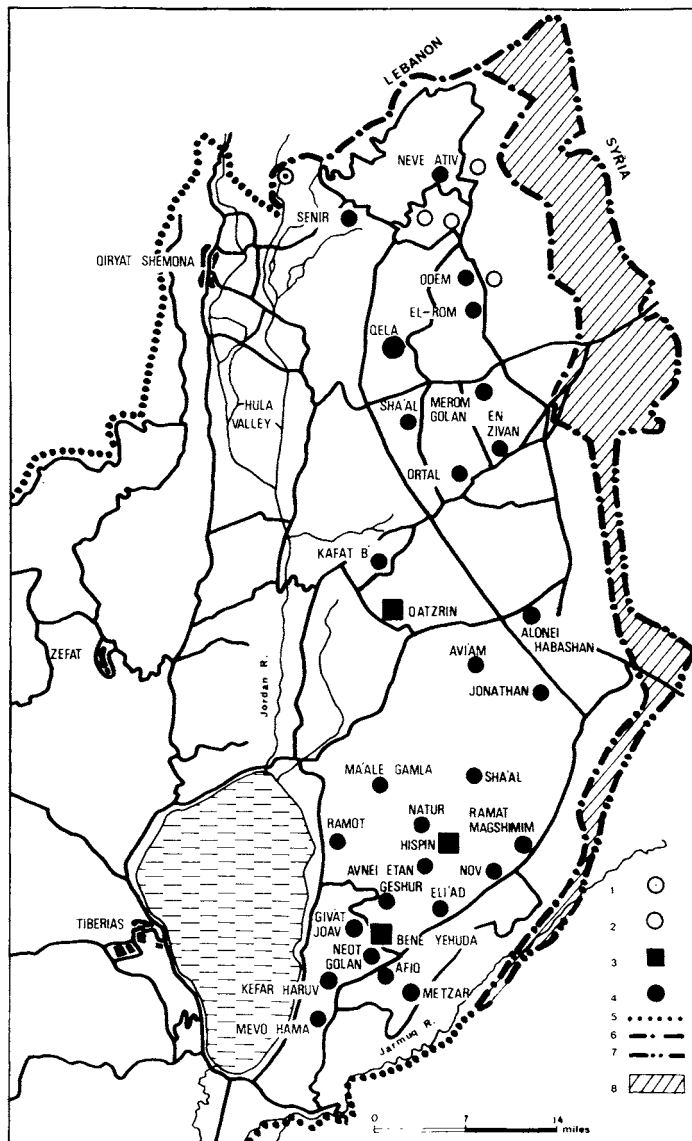 LEBANON
SYRIA
NEVE ATIV
SENIR
QIRYAT SHEMONA
ODEM
EL-ROM
QELA
HULA
VALLEY
SHA'AL
MEROM
GOLAN
EN
ZIVAN
ORTAL
KAFAT B'
QATZRIN
ALONEI
HABASHAN
ZEFAT
AVI'AM
JONATHAN
Jordan R.
MA'ALE GAMLA
SHA'AL
NATUR
RAMAT
MAGSHIMIM
RAMOT
HISPIN
AVNEI ETAN
NOV
GESHUR
ELI'AD
TIBERIAS
GIV'AT
JOAV
BENE YEHUDA
NEOT
GOLAN
AFIQ
KEFAR HARUV
METZAR
MEVO HAMA
Jarmuq R.
1
2
3
4
5
6
7
8
0 7 14
miles